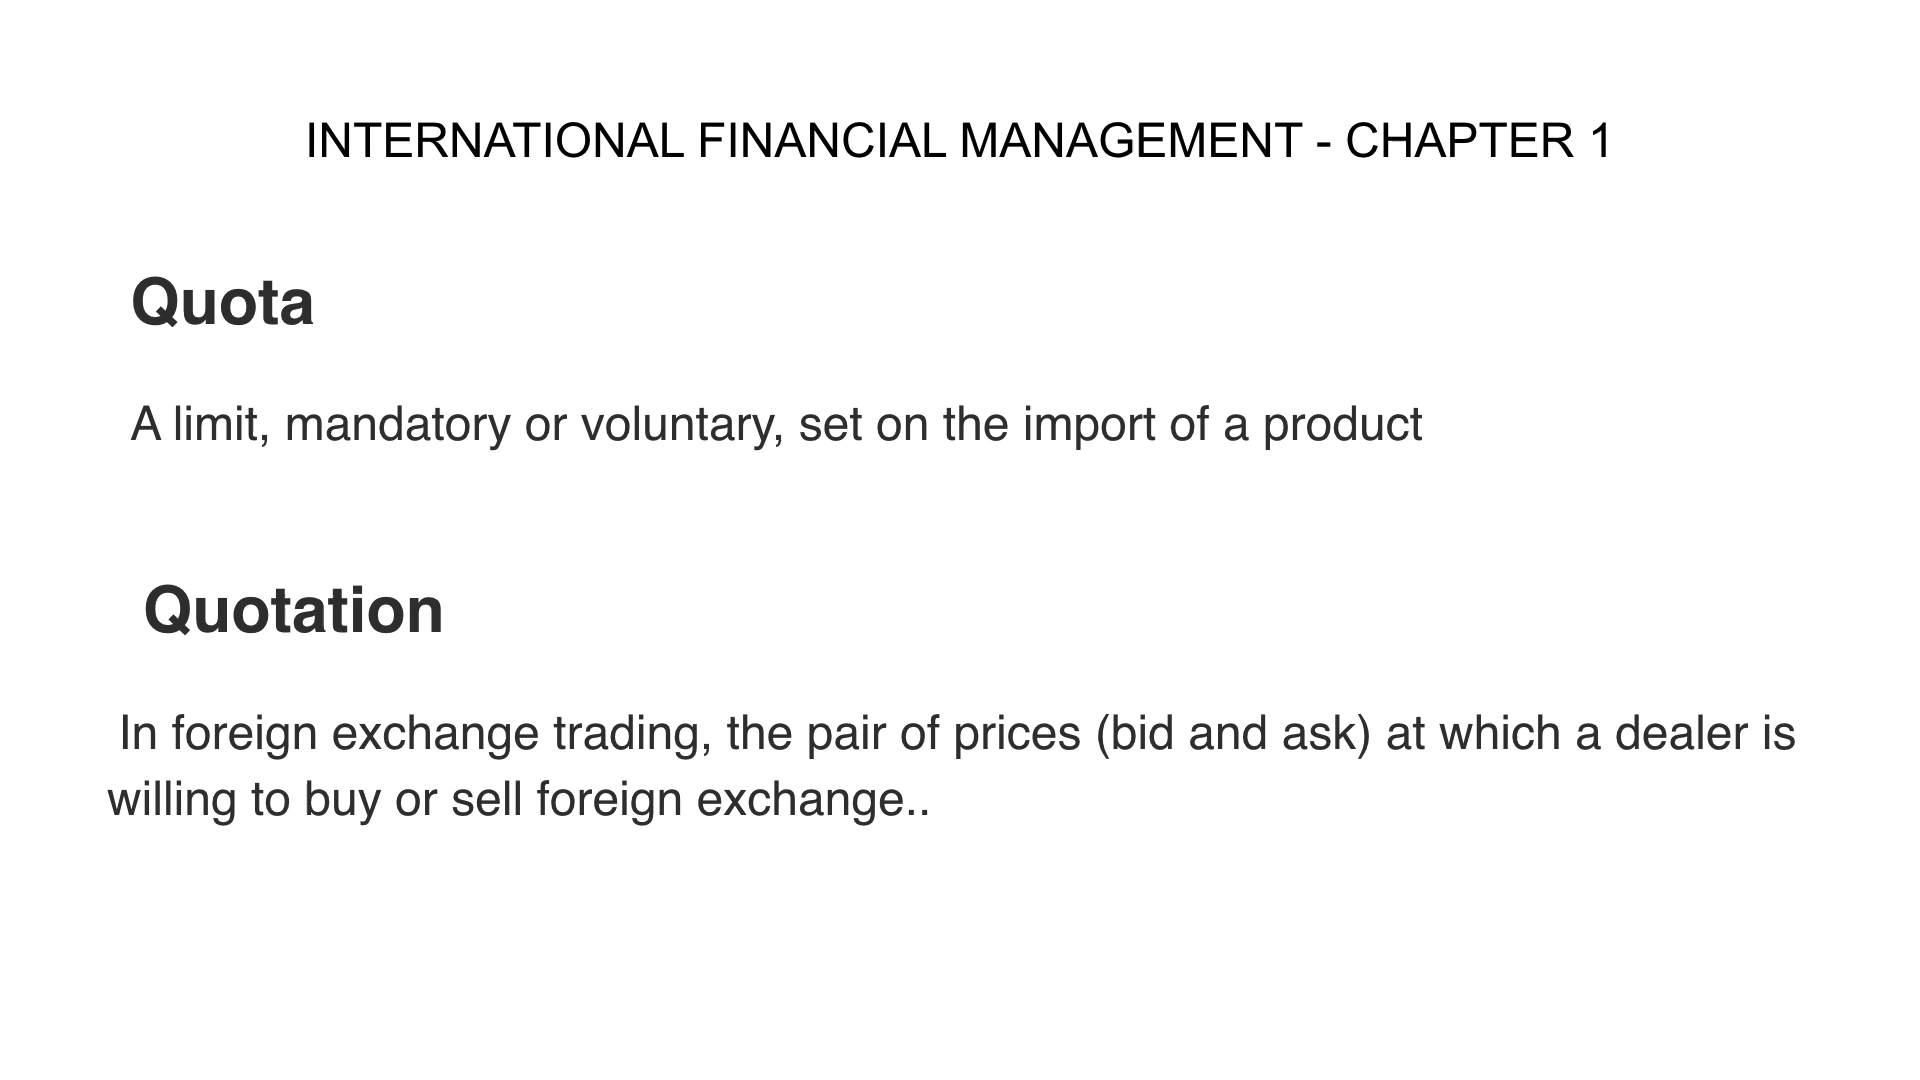 INTERNATIONAL FINANCIAL MANAGEMENT - CHAPTER 1
Quota
A limit, mandatory or voluntary, set on the import of a product
Quotation
In foreign exchange trading, the pair of prices (bid and ask) at which a dealer is
willing to buy or sell foreign exchange..